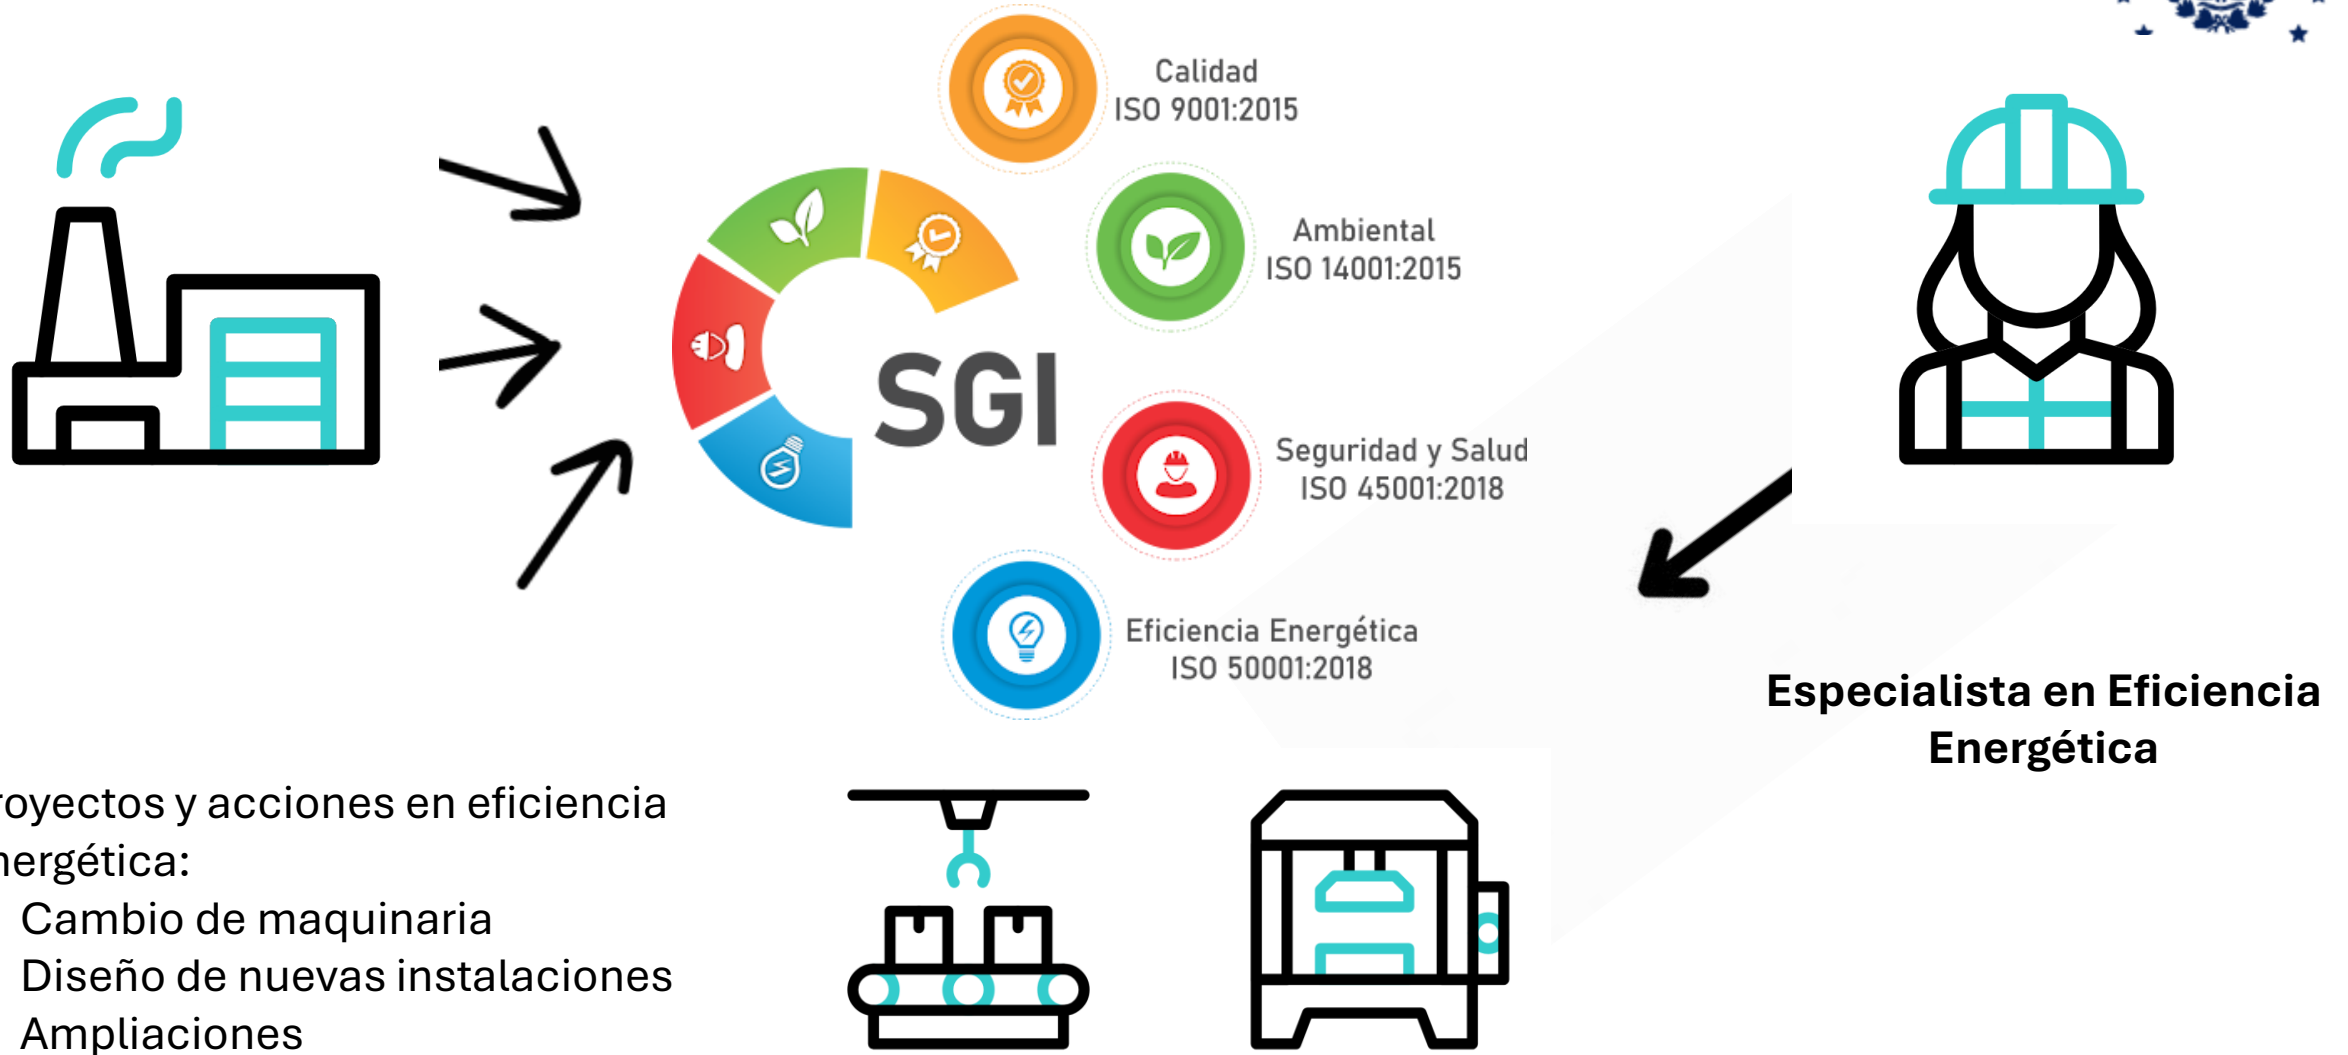 Calidad
ISO 9001:2015
Ambiental
ISO 14001:2015
SGI
Seguridad y Salud
ISO 45001:2018
Eficiencia Energética
ISO 50001:2018
Especialista en Eficiencia
Energética
royectos y acciones en eficiencia
nergética:
Cambio de maquinaria
Diseño de nuevas instalaciones
Ampliaciones